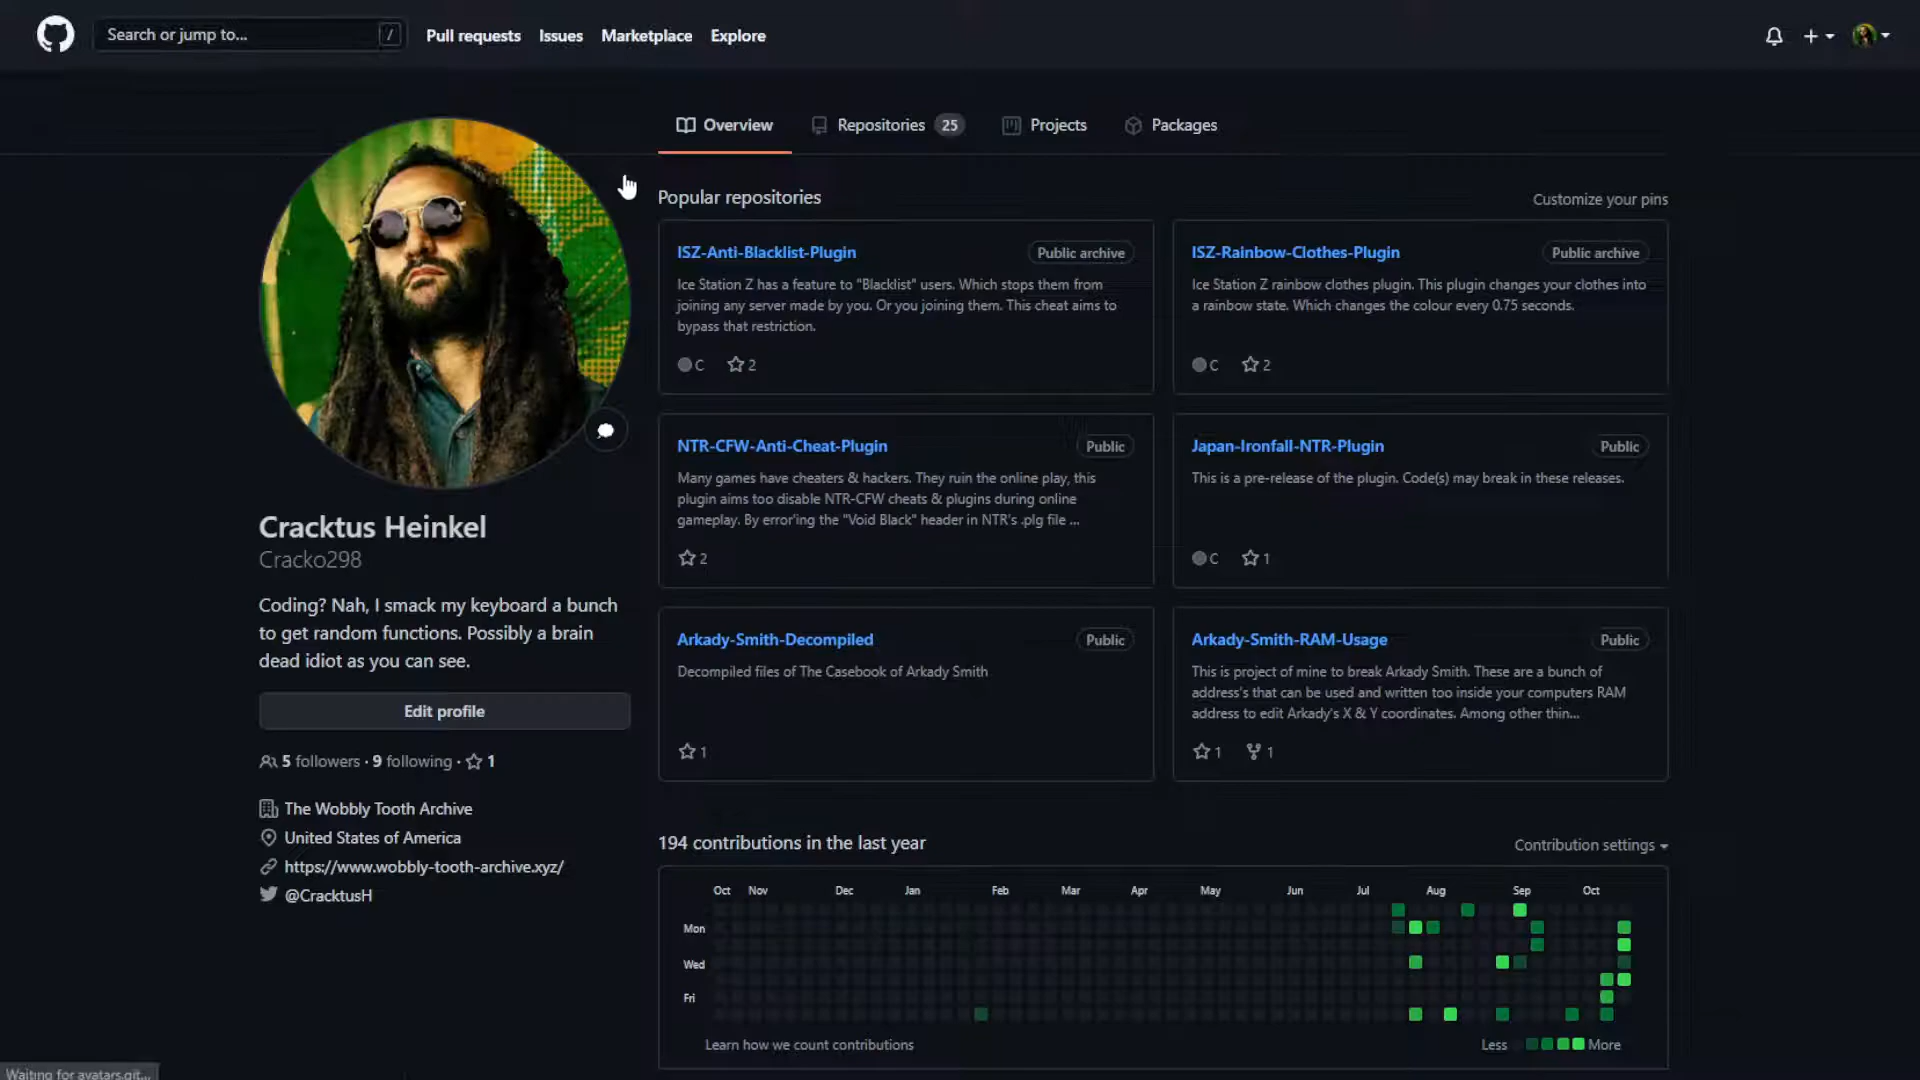 Search or jump to... /
Pull requests Issues Marketplace Explore
Overview Repositories 25 Projects Packages
Popular repositories
Customize your pins
ISZ-Anti-Blacklist-Plugin Public archive
Ice Station Z has a feature to "Blacklist" users. Which stops them from
joining any server made by you. Or you joining them. This cheat aims to
bypass that restriction.
C 2
ISZ-Rainbow-Clothes-Plugin Public archive
Ice Station Z rainbow clothes plugin. This plugin changes your clothes into
a rainbow state. Which changes the colour every 0.75 seconds.
C 2
NTR-CFW-Anti-Cheat-Plugin Public
Many games have cheaters & hackers. They ruin the online play, this
plugin aims too disable NTR-CFW cheats & plugins during online
gameplay. By error'ing the "Void Black" header in NTR's .plg file ...
2
Japan-Ironfall-NTR-Plugin Public
This is a pre-release of the plugin. Code(s) may break in these releases.
C 1
Arkady-Smith-Decompiled Public
Decompiled files of The Casebook of Arkady Smith
1
Arkady-Smith-RAM-Usage Public
This is project of mine to break Arkady Smith. These are a bunch of
address's that can be used and written too inside your computers RAM
address to edit Arkady's X & Y coordinates. Among other thin...
1 1
Cracktus Heinkel
Cracko298
Coding? Nah, I smack my keyboard a bunch
to get random functions. Possibly a brain
dead idiot as you can see.
Edit profile
5 followers · 9 following · 1
The Wobbly Tooth Archive
United States of America
https://www.wobbly-tooth-archive.xyz/
@CracktusH
194 contributions in the last year
Contribution settings
Oct Nov Dec Jan Feb Mar Apr May Jun Jul Aug Sep Oct
Mon
Wed
Fri
Learn how we count contributions
Less More
Waiting for avatars.git...